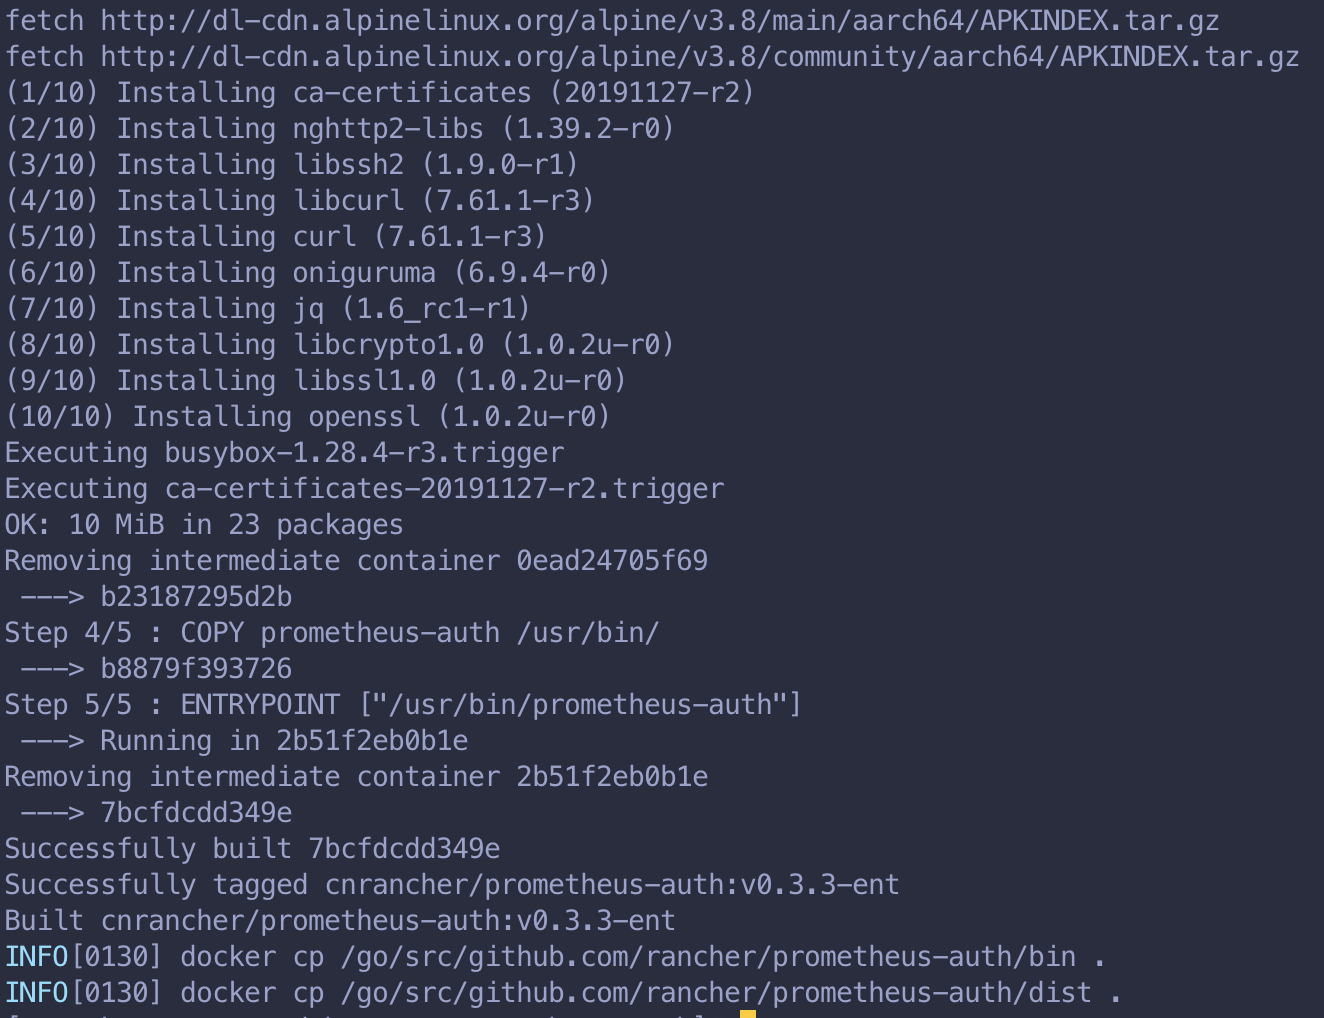 fetch http://dl-cdn.alpinelinux.org/alpine/v3.8/main/aarch64/APKINDEX.tar.gz
fetch http://dl-cdn.alpinelinux.org/alpine/v3.8/community/aarch64/APKINDEX.tar.gz
(1/10) Installing ca-certificates (20191127-r2)
(2/10) Installing nghttp2-libs (1.39.2-r0)
(3/10) Installing libssh2 (1.9.0-r1)
(4/10) Installing libcurl (7.61.1-r3)
(5/10) Installing curl (7.61.1-r3)
(6/10) Installing oniguruma (6.9.4-r0)
(7/10) Installing jq (1.6_rc1-r1)
(8/10) Installing libcrypto1.0 (1.0.2u-r0)
(9/10) Installing libssl1.0 (1.0.2u-r0)
(10/10) Installing openssl (1.0.2u-r0)
Executing busybox-1.28.4-r3.trigger
Executing ca-certificates-20191127-r2.trigger
OK: 10 MiB in 23 packages
Removing intermediate container 0ead24705f69
 ---> b23187295d2b
Step 4/5 : COPY prometheus-auth /usr/bin/
 ---> b8879f393726
Step 5/5 : ENTRYPOINT ["/usr/bin/prometheus-auth"]
 ---> Running in 2b51f2eb0b1e
Removing intermediate container 2b51f2eb0b1e
 ---> 7bcfdcdd349e
Successfully built 7bcfdcdd349e
Successfully tagged cnrancher/prometheus-auth:v0.3.3-ent
Built cnrancher/prometheus-auth:v0.3.3-ent
INFO[0130] docker cp /go/src/github.com/rancher/prometheus-auth/bin .
INFO[0130] docker cp /go/src/github.com/rancher/prometheus-auth/dist .